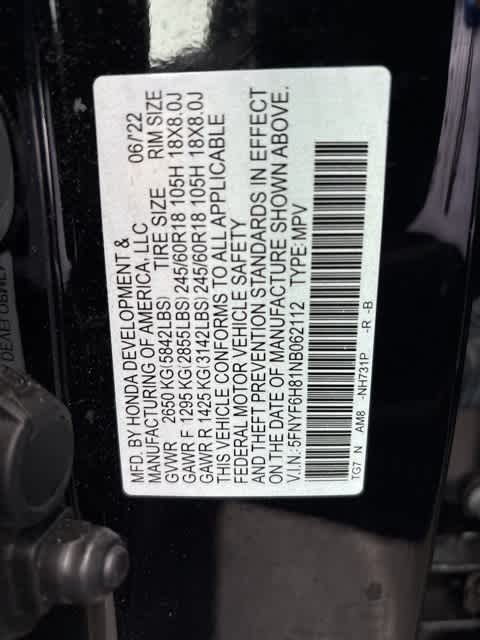 MFD. BY HONDA DEVELOPMENT &
MANUFACTURING OF AMERICA, LLC 06/'22
GVWR 2650 KG(5842LBS) TIRE SIZE RIM SIZE
GAWR F 1295 KG(2855LBS) 245/60R18 105H 18X8.0J
GAWR R 1425 KG(3142LBS) 245/60R18 105H 18X8.0J
THIS VEHICLE CONFORMS TO ALL APPLICABLE
FEDERAL MOTOR VEHICLE SAFETY
AND THEFT PREVENTION STANDARDS IN EFFECT
ON THE DATE OF MANUFACTURE SHOWN ABOVE.
V.I.N.:5FNYF6H81NB062112 TYPE:MPV
TG7 N AM8 -NH731P -R -B